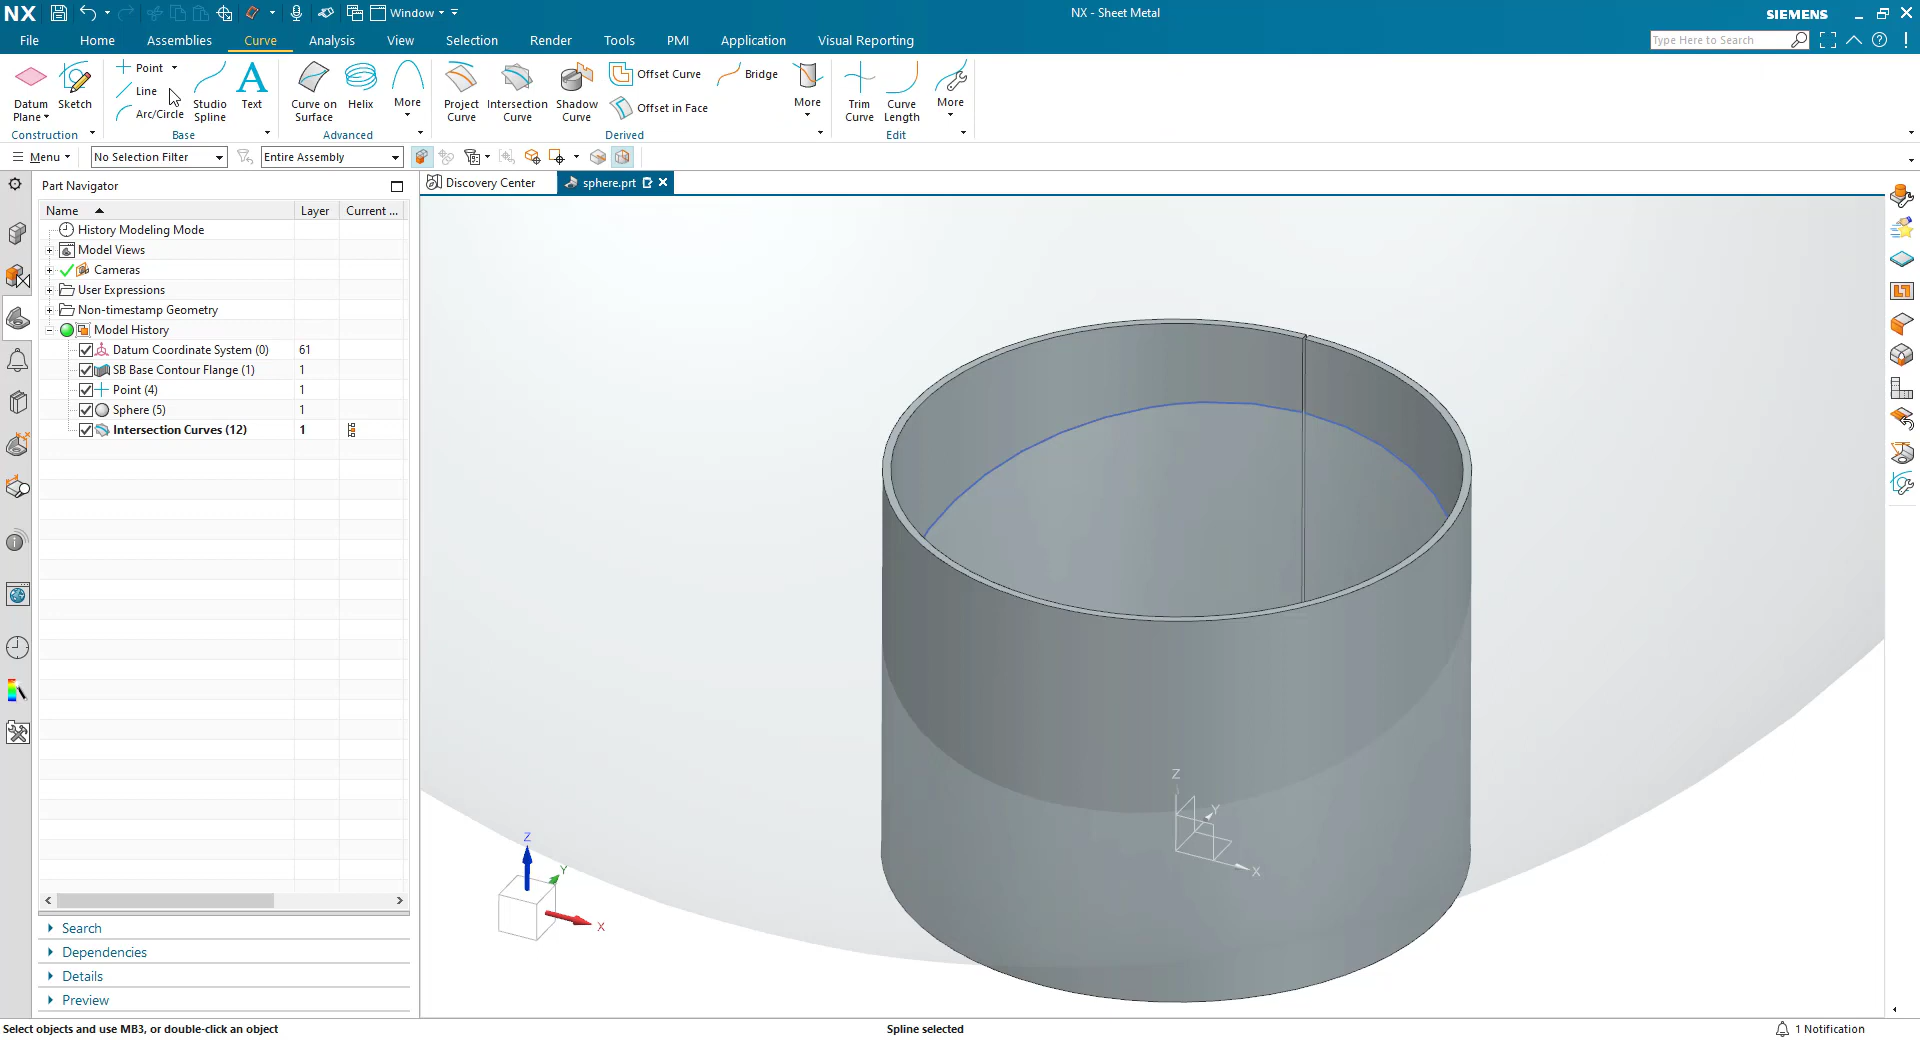 NX
Window
NX - Sheet Metal
SIEMENS
File
Home
Assemblies
Curve
Analysis
View
Selection
Render
Tools
PMI
Application
Visual Reporting
Type Here to Search
Datum Plane
Sketch
Construction
Point
Line
Arc/Circle
Studio Spline
Text
Base
Curve on Surface
Helix
More
Advanced
Project Curve
Intersection Curve
Shadow Curve
Offset Curve
Offset in Face
Bridge
More
Derived
Trim Curve
Curve Length
More
Edit
Menu
No Selection Filter
Entire Assembly
Part Navigator
Discovery Center
sphere.prt
Name Layer Current ...
History Modeling Mode
Model Views
Cameras
User Expressions
Non-timestamp Geometry
Model History
Datum Coordinate System (0) 61
SB Base Contour Flange (1) 1
Point (4) 1
Sphere (5) 1
Intersection Curves (12) 1
Z
Y
X
Z
Y
X
Search
Dependencies
Details
Preview
Select objects and use MB3, or double-click an object
Spline selected
1 Notification